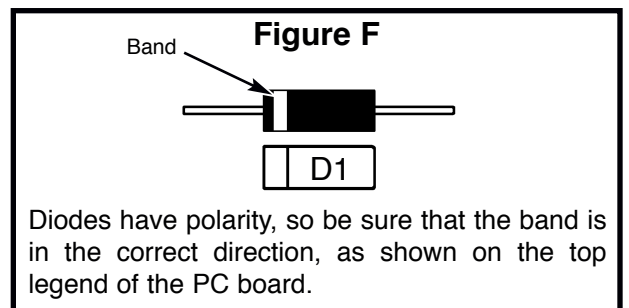 Figure F
Band
D1
Diodes have polarity, so be sure that the band is
in the correct direction, as shown on the top
legend of the PC board.